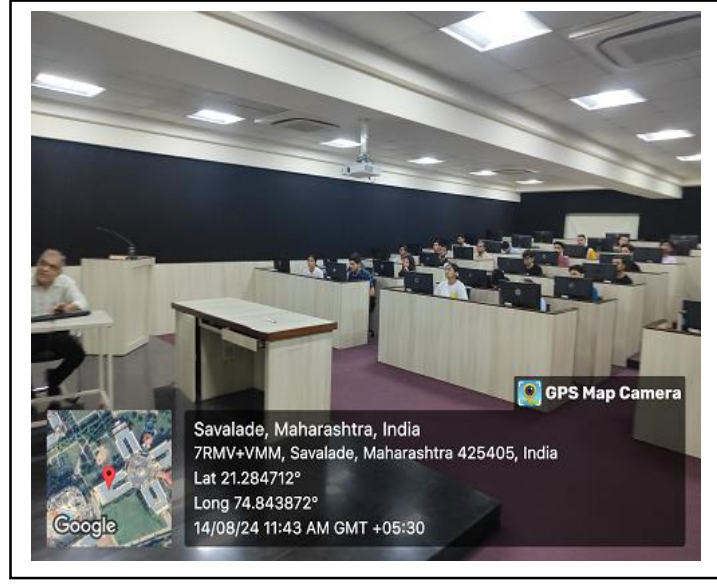 GPS Map Camera
Savalade, Maharashtra, India
7RMV+VMM, Savalade, Maharashtra 425405, India
Lat 21.284712°
Long 74.843872°
14/08/24 11:43 AM GMT +05:30
Google